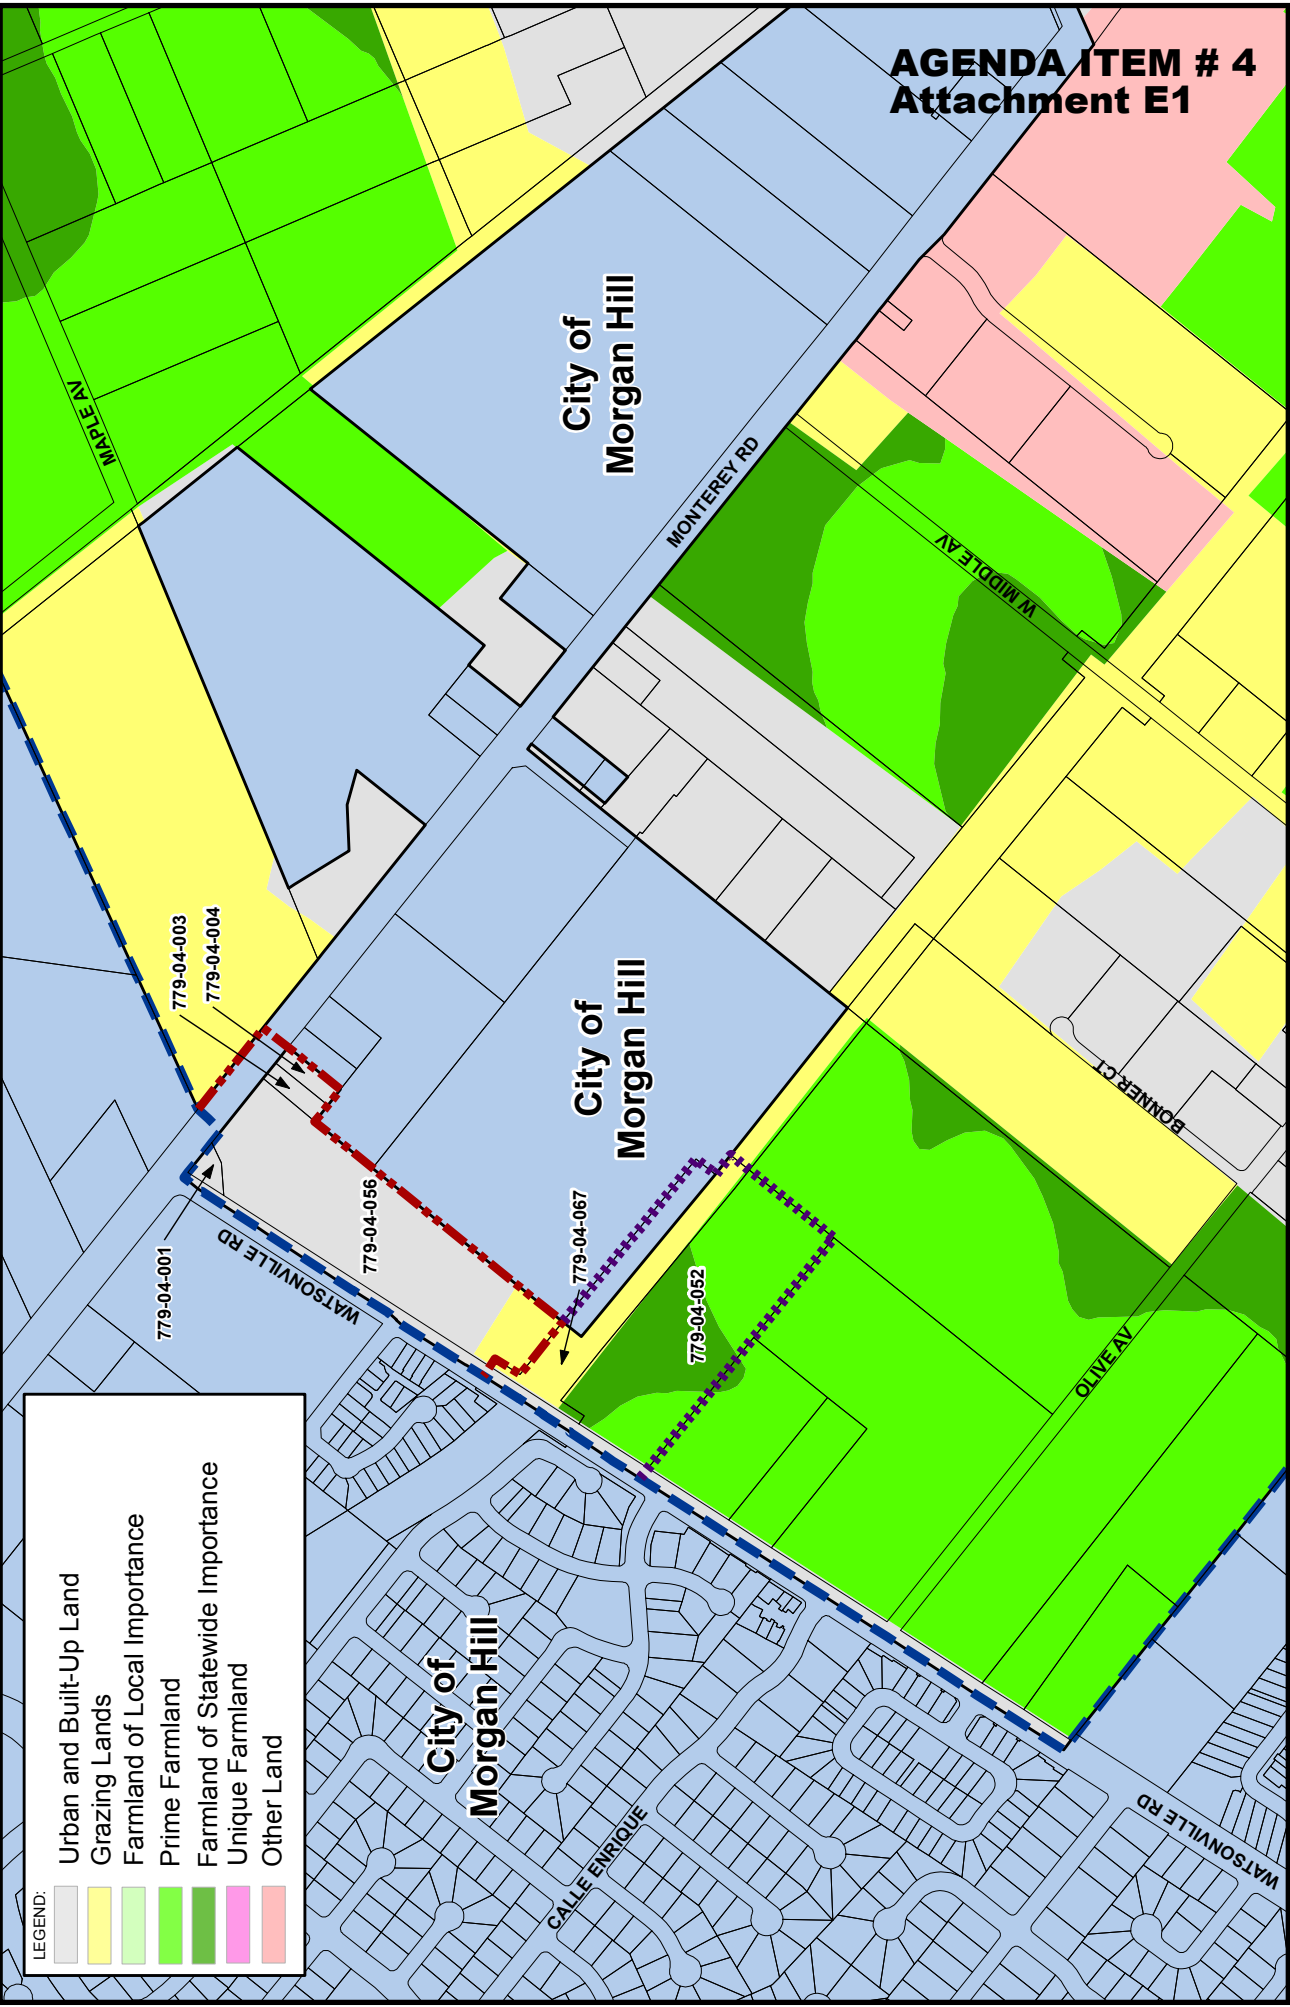 AGENDA ITEM # 4
Attachment E1
MAPLE AV
City of
Morgan Hill
MONTEREY RD
W MIDDLE AV
779-04-003
779-04-004
779-04-001
779-04-056
WATSONVILLE RD
City of
Morgan Hill
779-04-067
779-04-052
BONNER CT
OLIVE AV
City of
Morgan Hill
CALLE ENRIQUE
WATSONVILLE RD
LEGEND:
Urban and Built-Up Land
Grazing Lands
Farmland of Local Importance
Prime Farmland
Farmland of Statewide Importance
Unique Farmland
Other Land